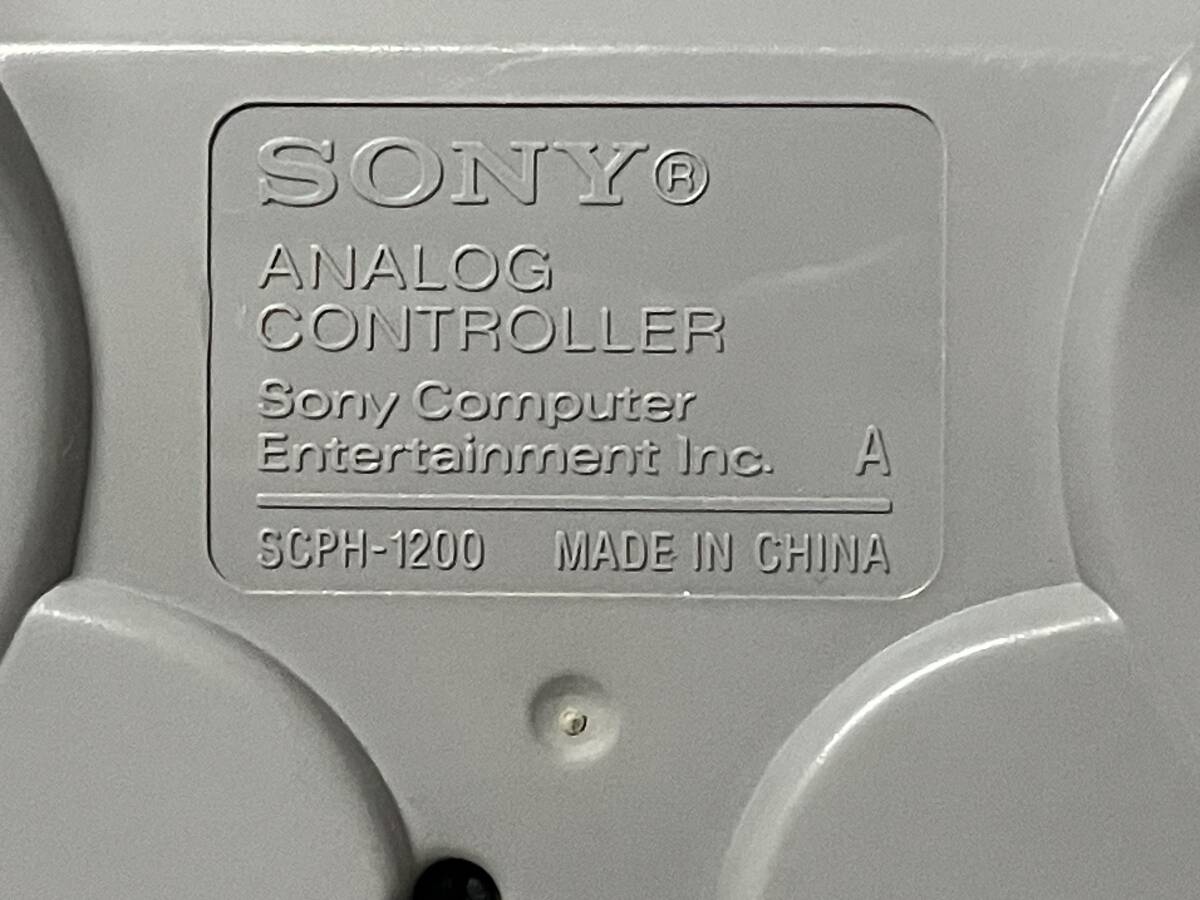 SONY®
ANALOG
CONTROLLER
Sony Computer
Entertainment Inc. A
SCPH-1200 MADE IN CHINA